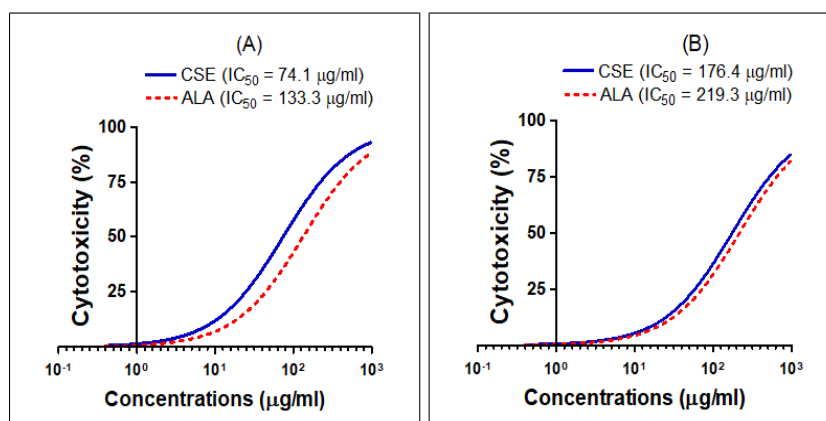 (A)
CSE (IC50 = 74.1 µg/ml)
ALA (IC50 = 133.3 µg/ml)
Cytotoxicity (%)
100
75
50
25
10-1
100
101
102
103
Concentrations (µg/ml)
(B)
CSE (IC50 = 176.4 µg/ml)
ALA (IC50 = 219.3 µg/ml)
Cytotoxicity (%)
100
75
50
25
10-1
100
101
102
103
Concentrations (µg/ml)